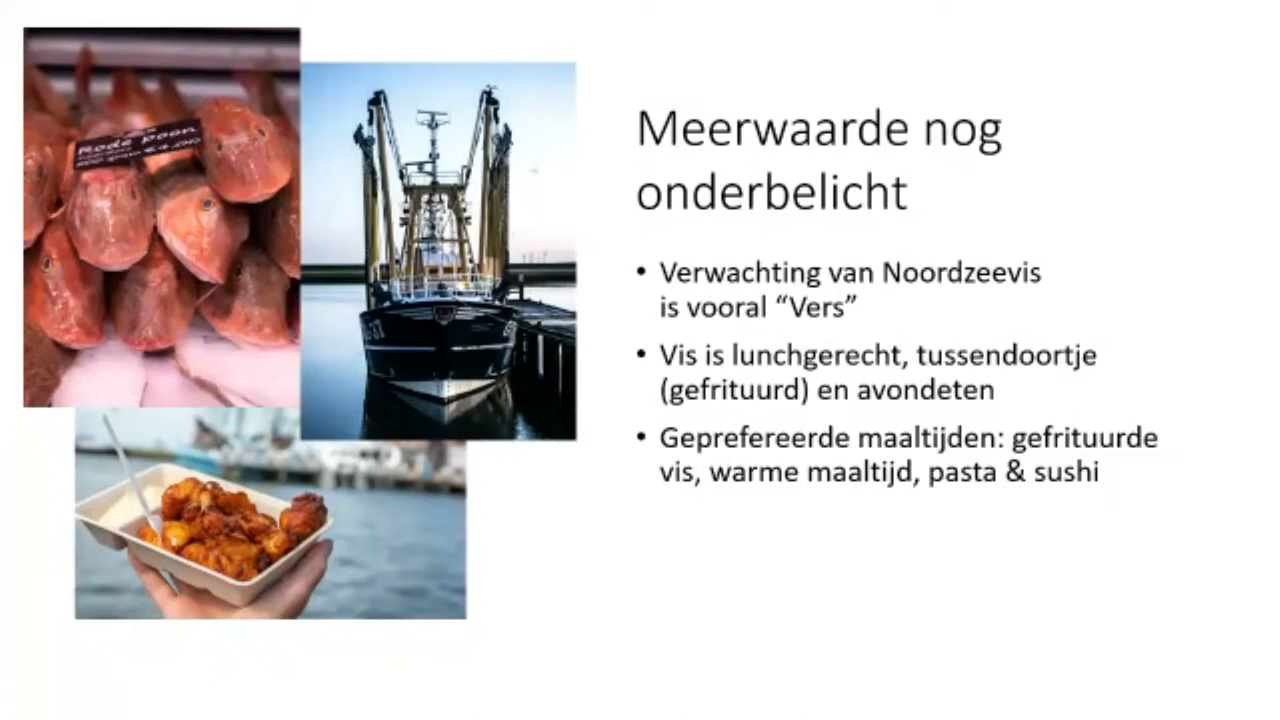 Rode poon
Meerwaarde nog
onderbelicht
• Verwachting van Noordzeevis
is vooral “Vers”
• Vis is lunchgerecht, tussendoortje
(gefrituurd) en avondeten
• Geprefereerde maaltijden: gefrituurde
vis, warme maaltijd, pasta & sushi